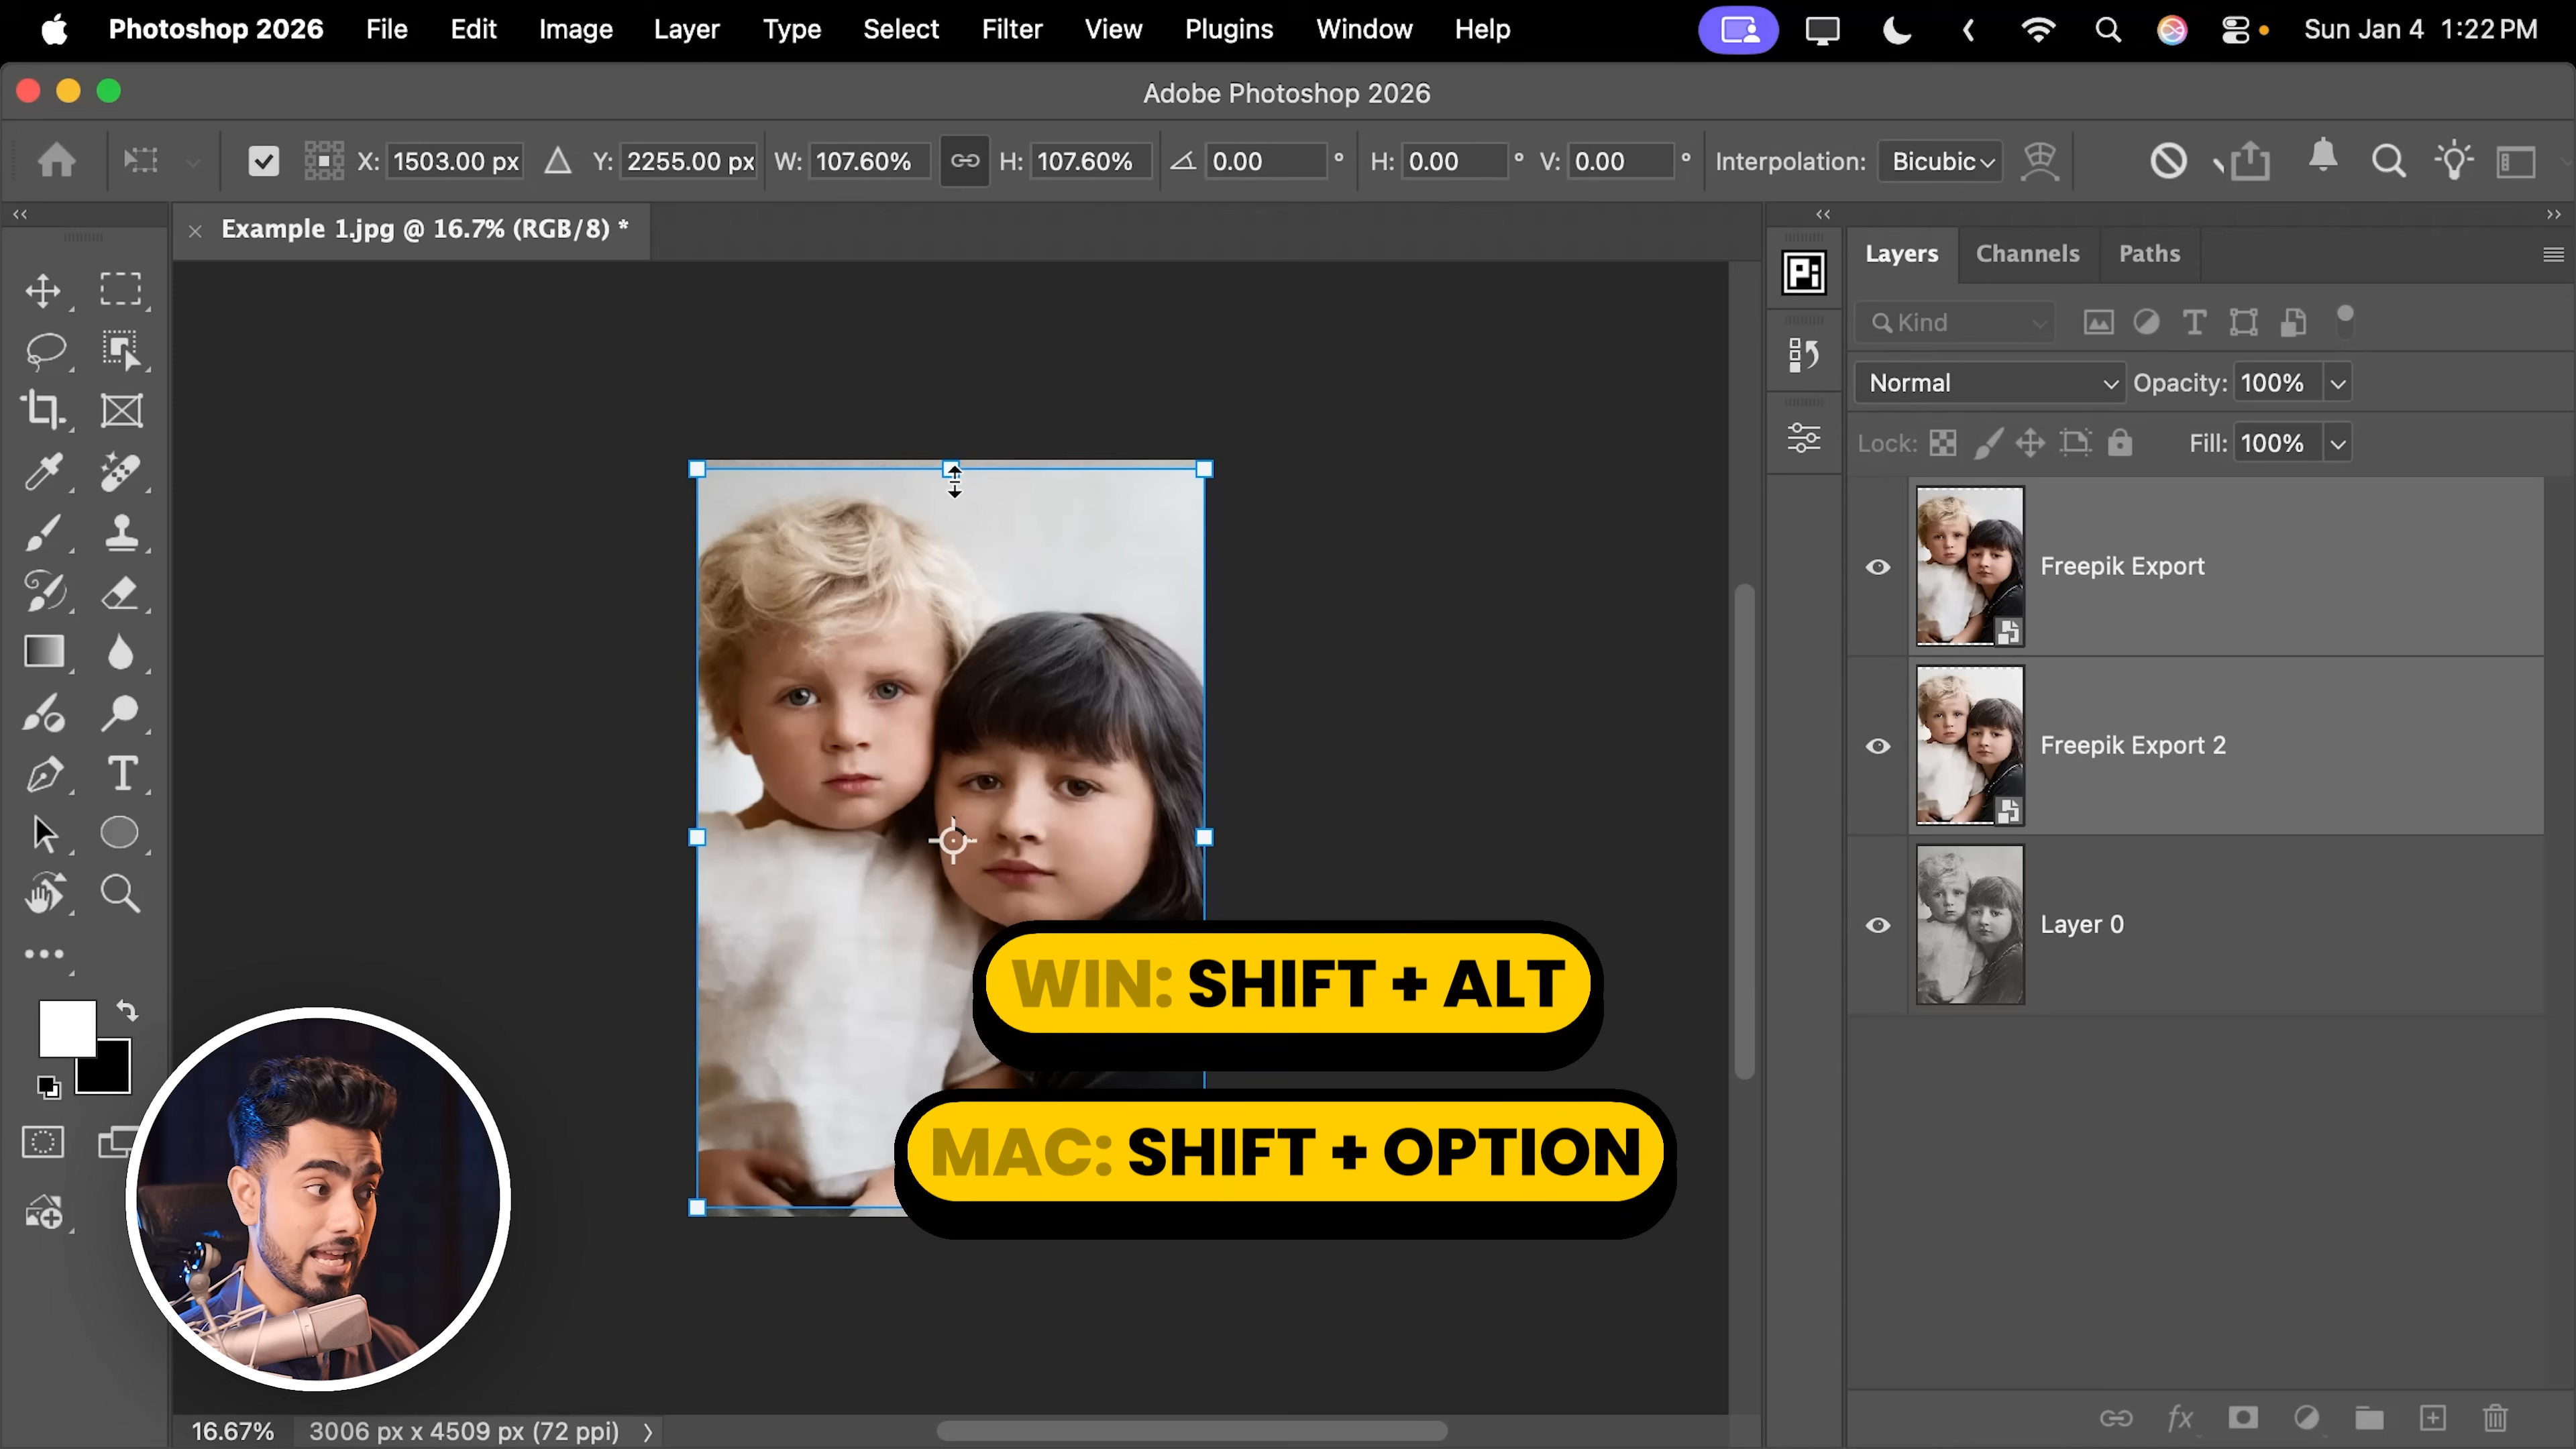 Photoshop 2026 File Edit Image Layer Type Select Filter View Plugins Window Help Sun Jan 4 1:22 PM
Adobe Photoshop 2026
X: 1503.00 px Y: 2255.00 px W: 107.60% H: 107.60% 0.00 ° H: 0.00 ° V: 0.00 ° Interpolation: Bicubic
Example 1.jpg @ 16.7% (RGB/8) *
Layers Channels Paths
Pi
Kind
Normal Opacity: 100%
Lock: Fill: 100%
Freepik Export
Freepik Export 2
Layer 0
WIN: SHIFT + ALT
MAC: SHIFT + OPTION
16.67% 3006 px x 4509 px (72 ppi)
fx